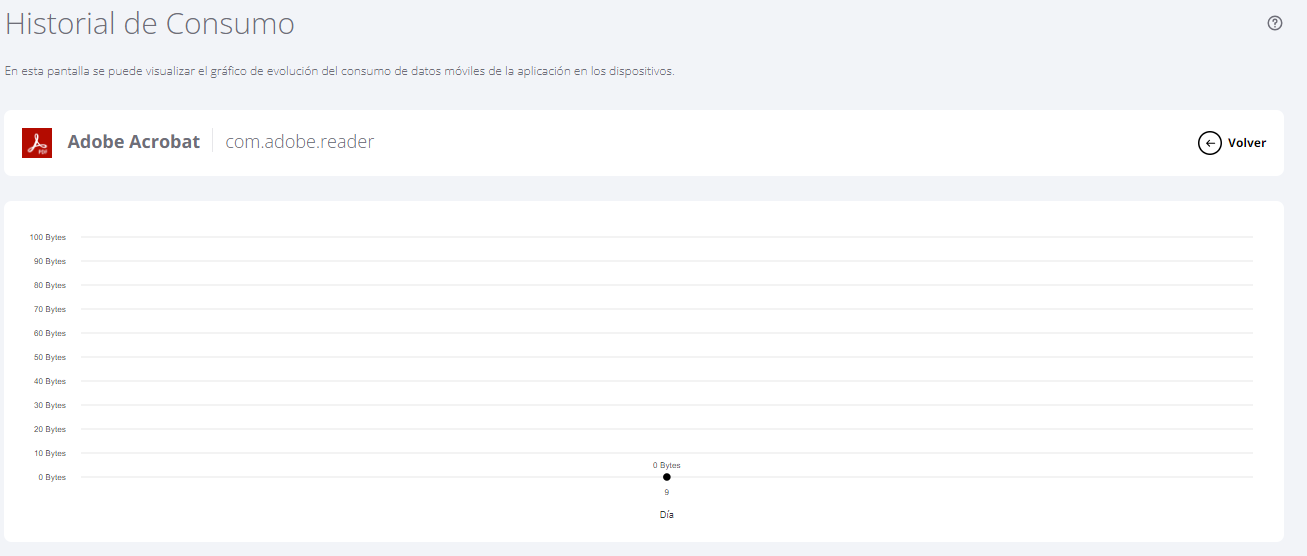 Historial de Consumo
En esta pantalla se puede visualizar el gráfico de evolución del consumo de datos móviles de la aplicación en los dispositivos.
PDF
Adobe Acrobat com.adobe.reader
Volver
100 Bytes
90 Bytes
80 Bytes
70 Bytes
60 Bytes
50 Bytes
40 Bytes
30 Bytes
20 Bytes
10 Bytes
0 Bytes
0 Bytes
9
Día